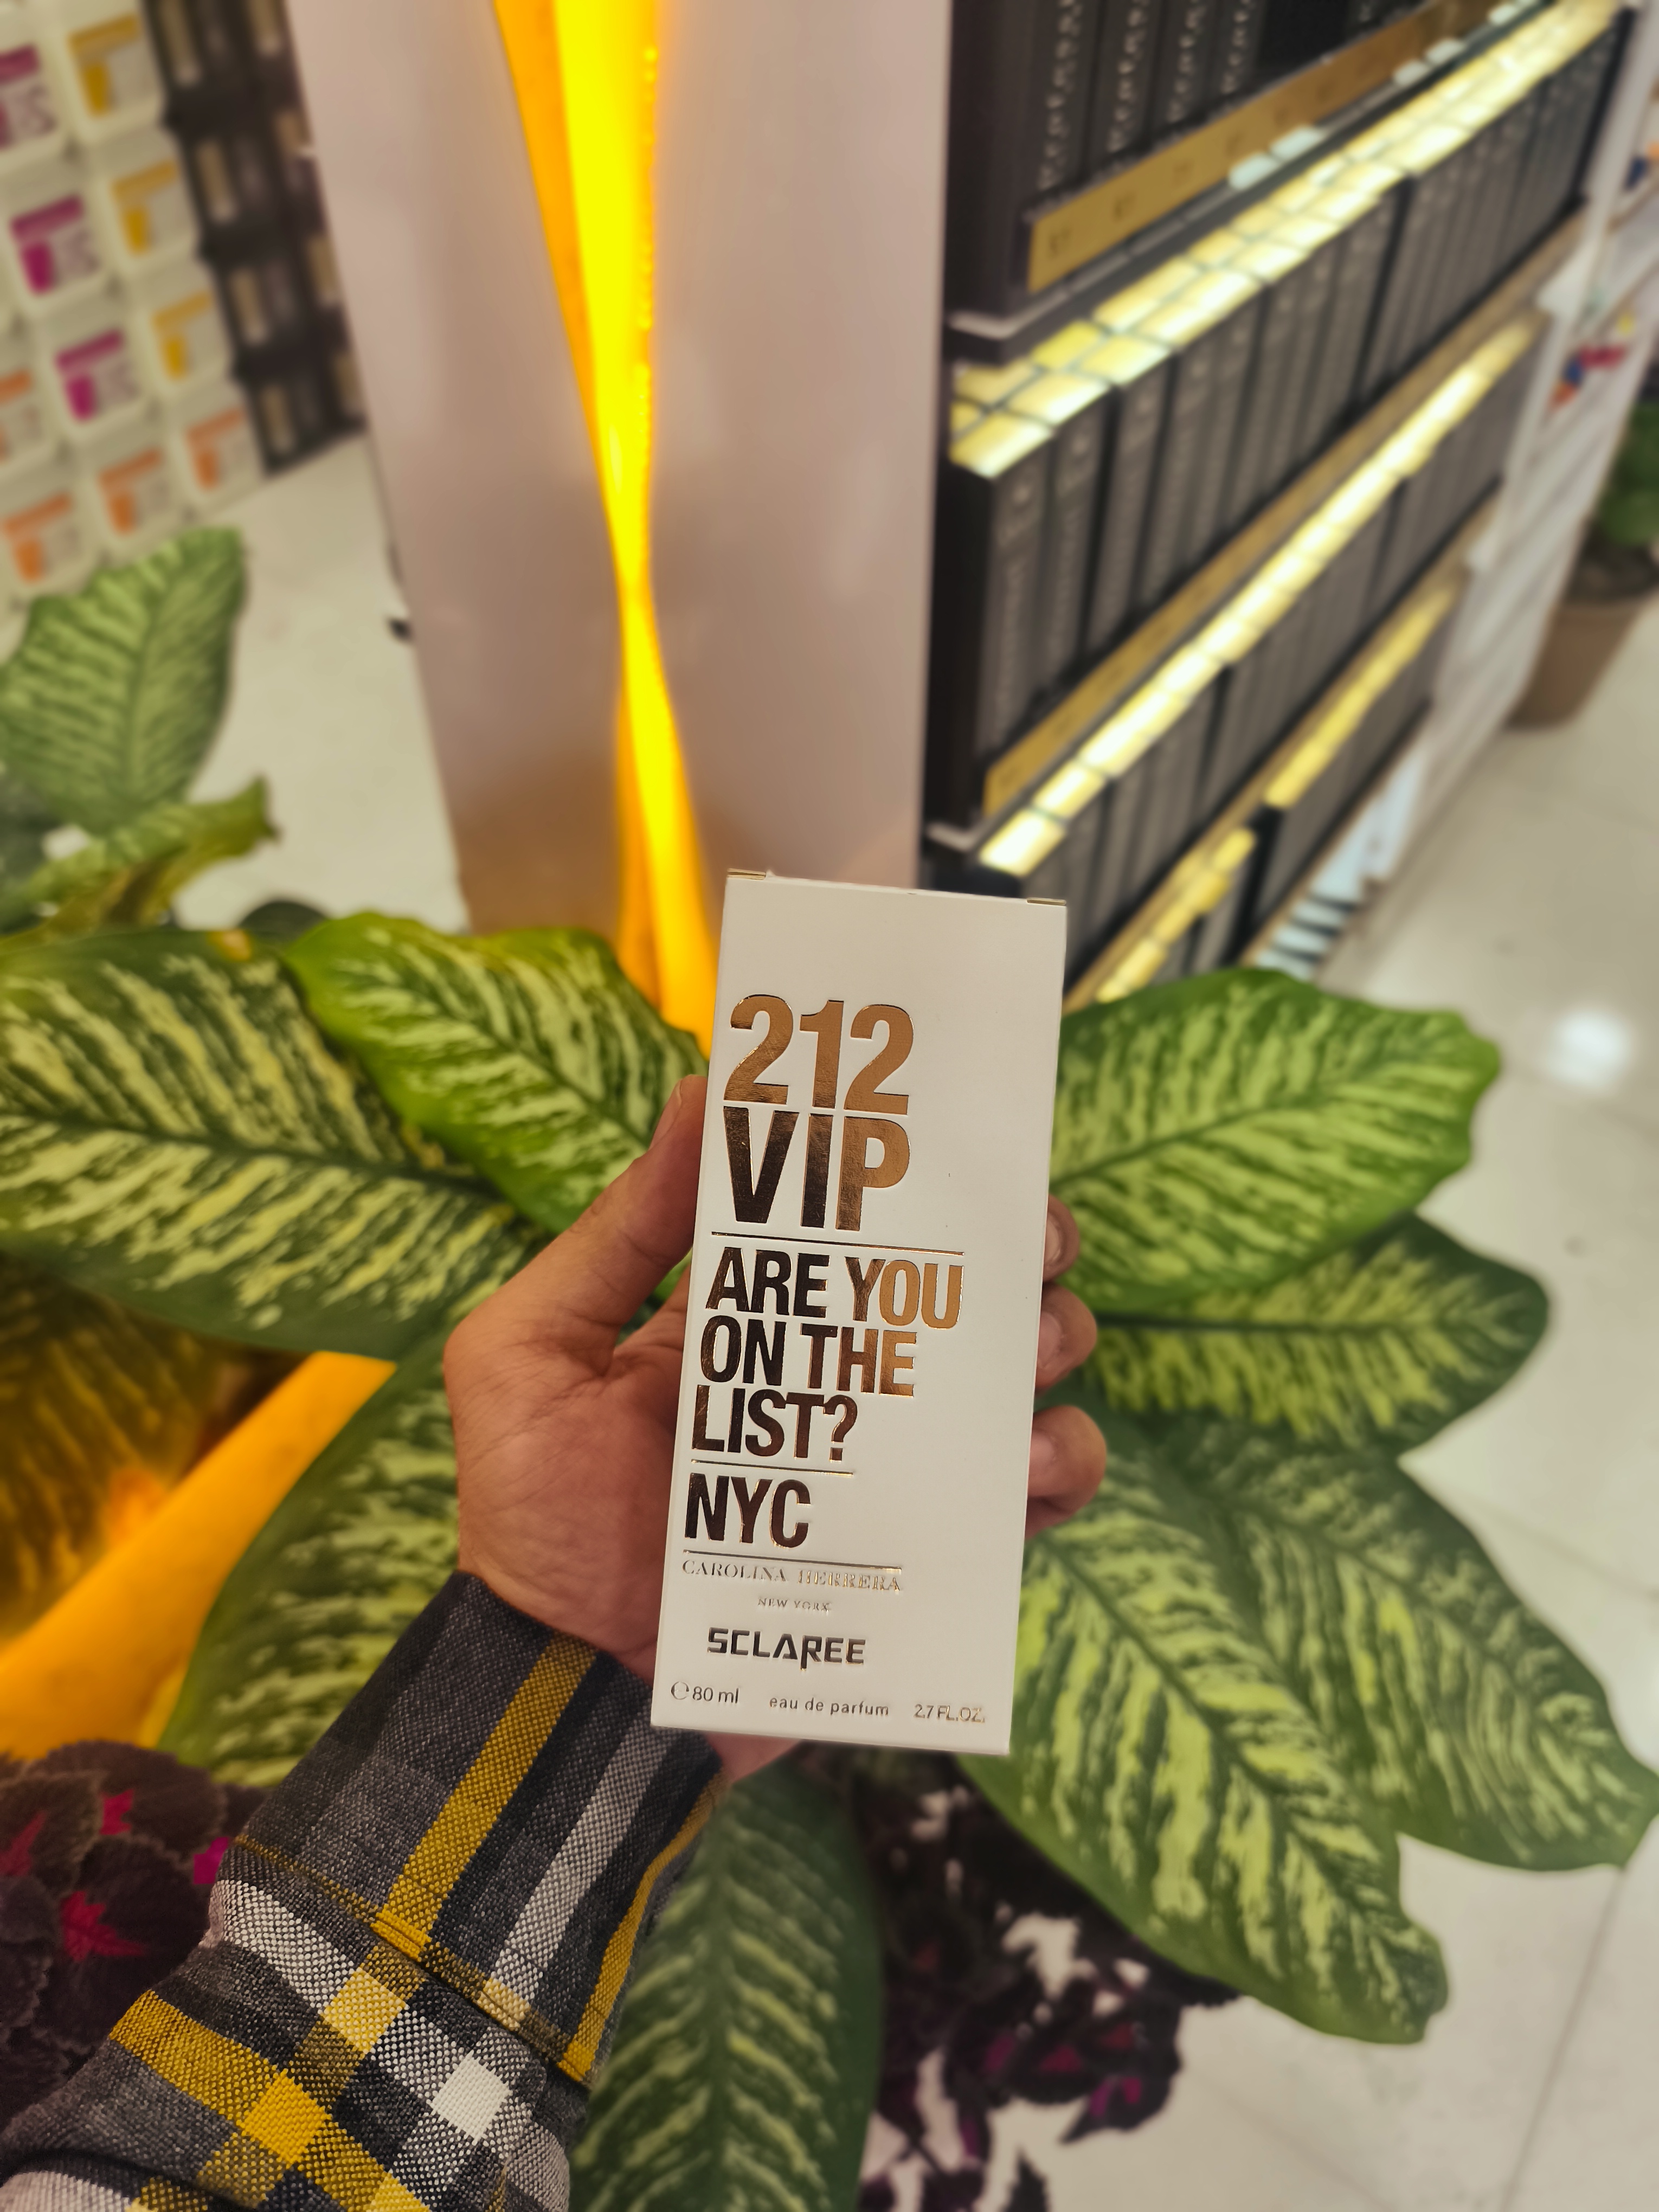 212
VIP
ARE YOU
ON THE
LIST?
NYC
CAROLINA HERRERA
NEW YORK
SCLAREE
℮80 ml eau de parfum 2.7 FL.OZ.